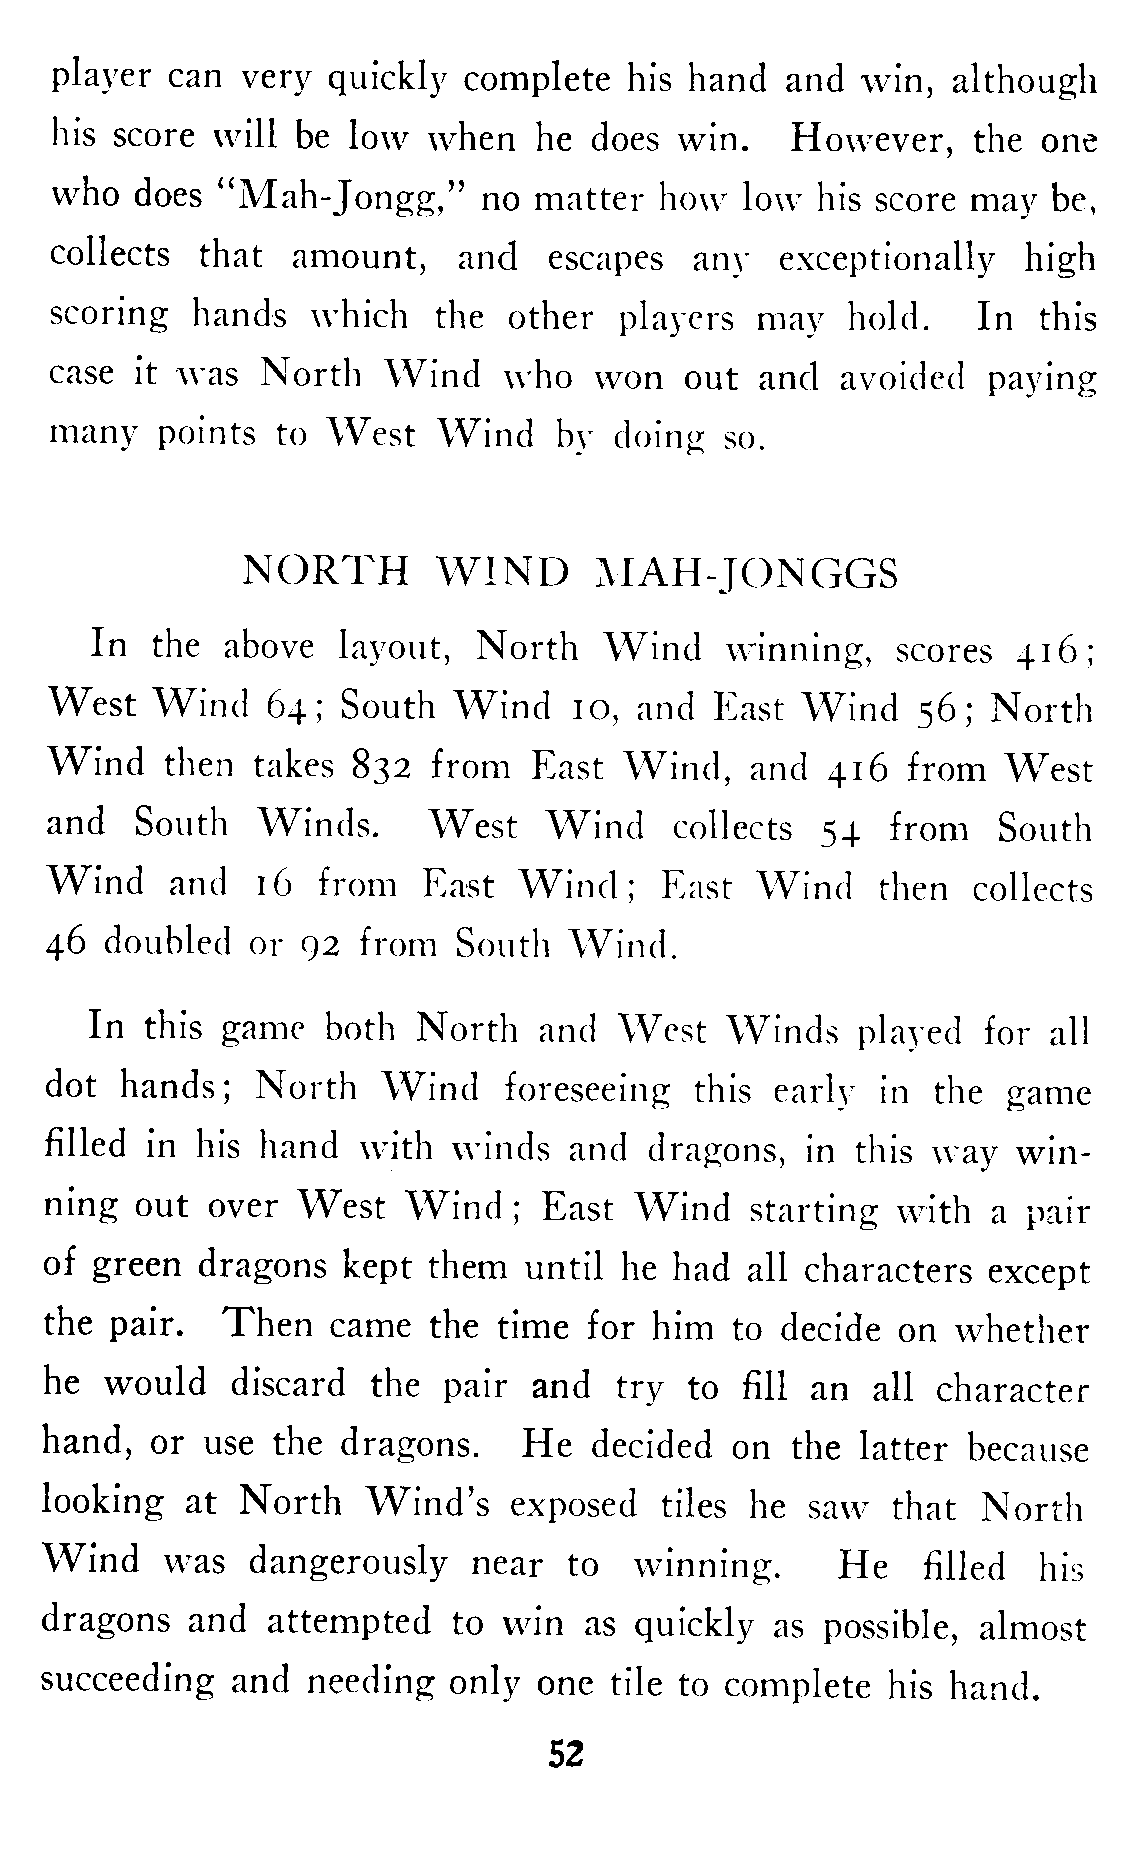 player can very quickly complete his hand and win, although
his score will be low when he does win. However, the one
who does “Mah-Jongg,” no matter how low his score may be,
collects that amount, and escapes any exceptionally high
scoring hands which the other players may hold. In this
case it was North Wind who won out and avoided paying
many points to West Wind by doing so.
NORTH WIND MAH-JONGGS
In the above layout, North Wind winning, scores 416;
West Wind 64; South Wind 10, and East Wind 56; North
Wind then takes 832 from East Wind, and 416 from West
and South Winds. West Wind collects 54 from South
Wind and 16 from East Wind; East Wind then collects
46 doubled or 92 from South Wind.
In this game both North and West Winds played for all
dot hands; North Wind foreseeing this early in the game
filled in his hand with winds and dragons, in this way win-
ning out over West Wind; East Wind starting with a pair
of green dragons kept them until he had all characters except
the pair. Then came the time for him to decide on whether
he would discard the pair and try to fill an all character
hand, or use the dragons. He decided on the latter because
looking at North Wind’s exposed tiles he saw that North
Wind was dangerously near to winning. He filled his
dragons and attempted to win as quickly as possible, almost
succeeding and needing only one tile to complete his hand.
52